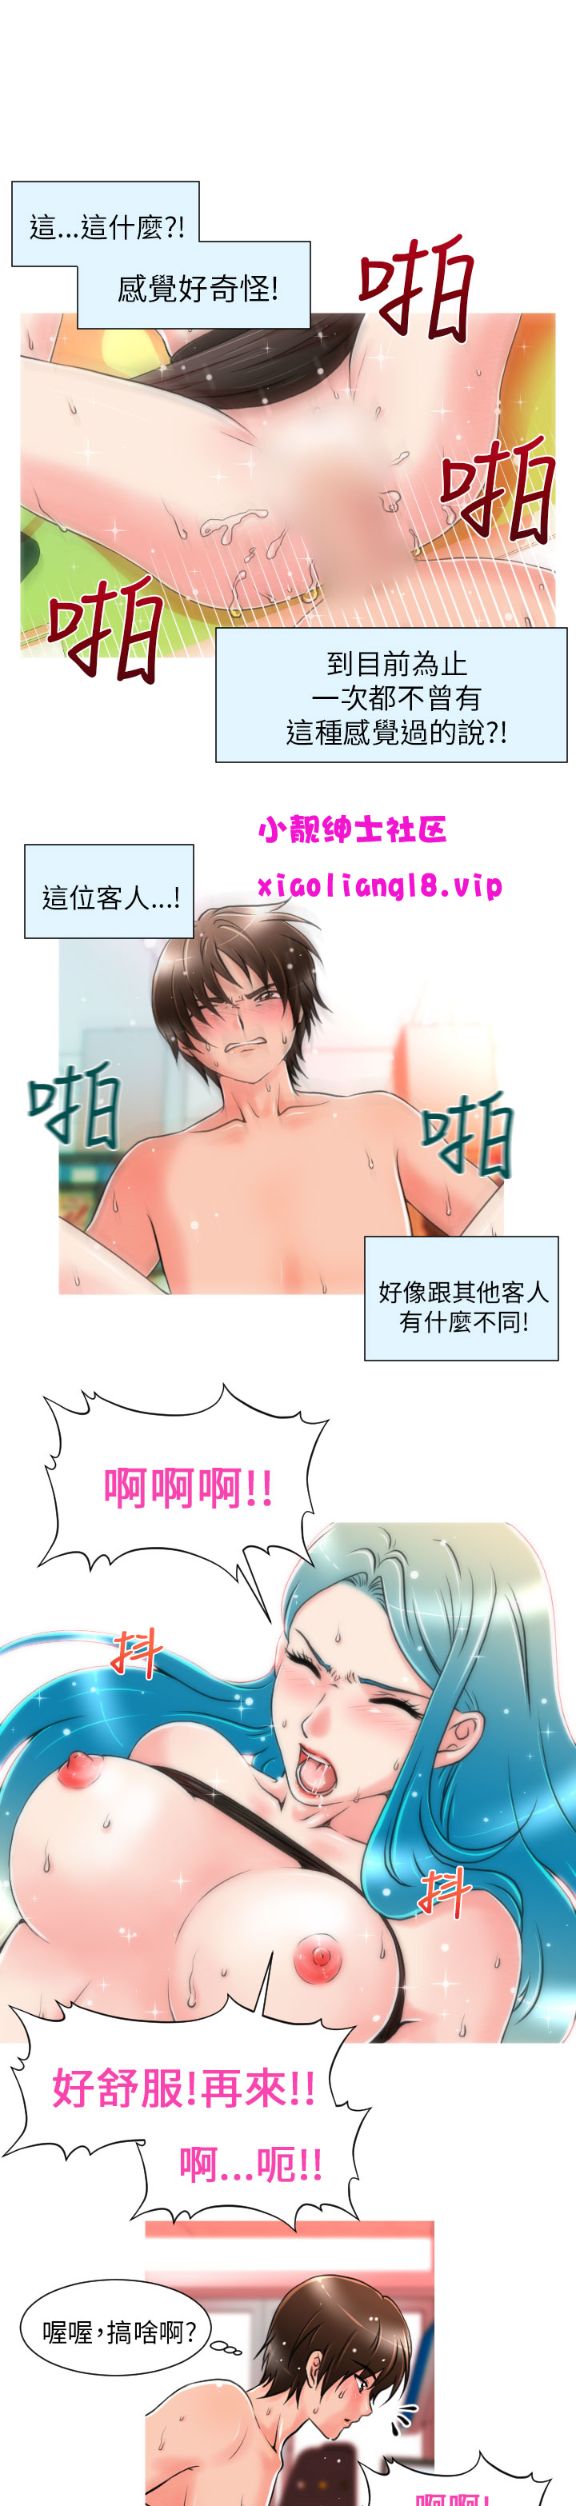 這...這什麼?!
感覺好奇怪!
啪
啪
啪
到目前為止
一次都不曾有
這種感覺過的說?!
小靓绅士社区
xiaoliang18.vip
這位客人...!
啪
啪
好像跟其他客人
有什麼不同!
啊啊啊!!
抖
抖
好舒服!再來!!
啊...呃!!
喔喔,搞啥啊?
啊啊!